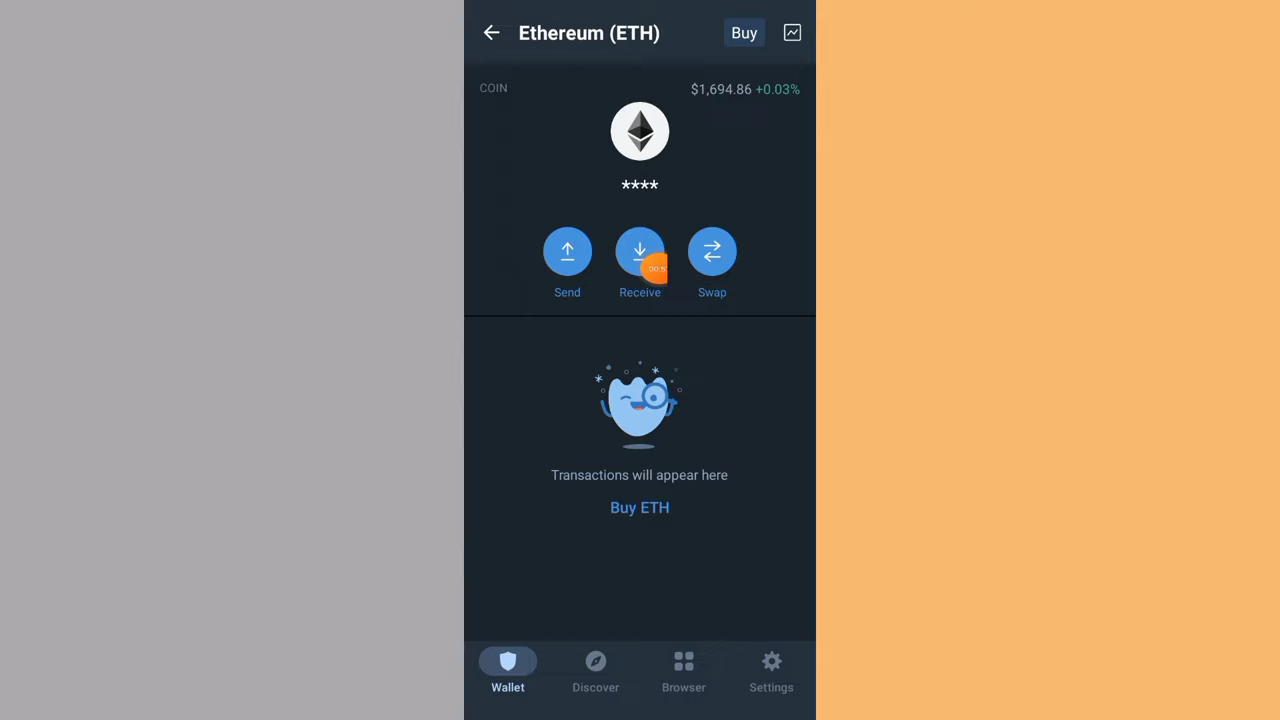 Ethereum (ETH)
Buy
COIN
$1,694.86 +0.03%
****
Send
Receive
Swap
Transactions will appear here
Buy ETH
Wallet
Discover
Browser
Settings